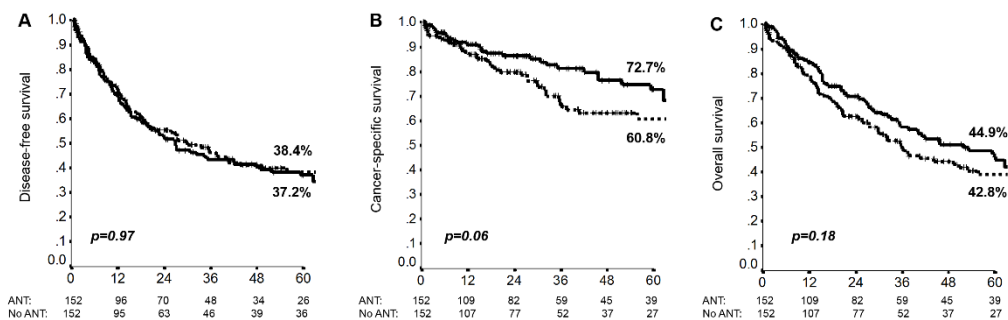 A
Disease-free survival
1.0
.9
.8
.7
.6
.5
.4
.3
.2
.1
0.0
38.4%
37.2%
p=0.97
0 12 24 36 48 60
ANT: 152 96 70 48 34 26
No ANT: 152 95 63 46 39 36
B
Cancer-specific survival
1.0
.9
.8
.7
.6
.5
.4
.3
.2
.1
0.0
72.7%
60.8%
p=0.06
0 12 24 36 48 60
152 109 82 59 45 39
152 107 77 52 37 27
C
Overall survival
1.0
.9
.8
.7
.6
.5
.4
.3
.2
.1
0.0
44.9%
42.8%
p=0.18
0 12 24 36 48 60
152 109 82 59 45 39
152 107 77 52 37 27